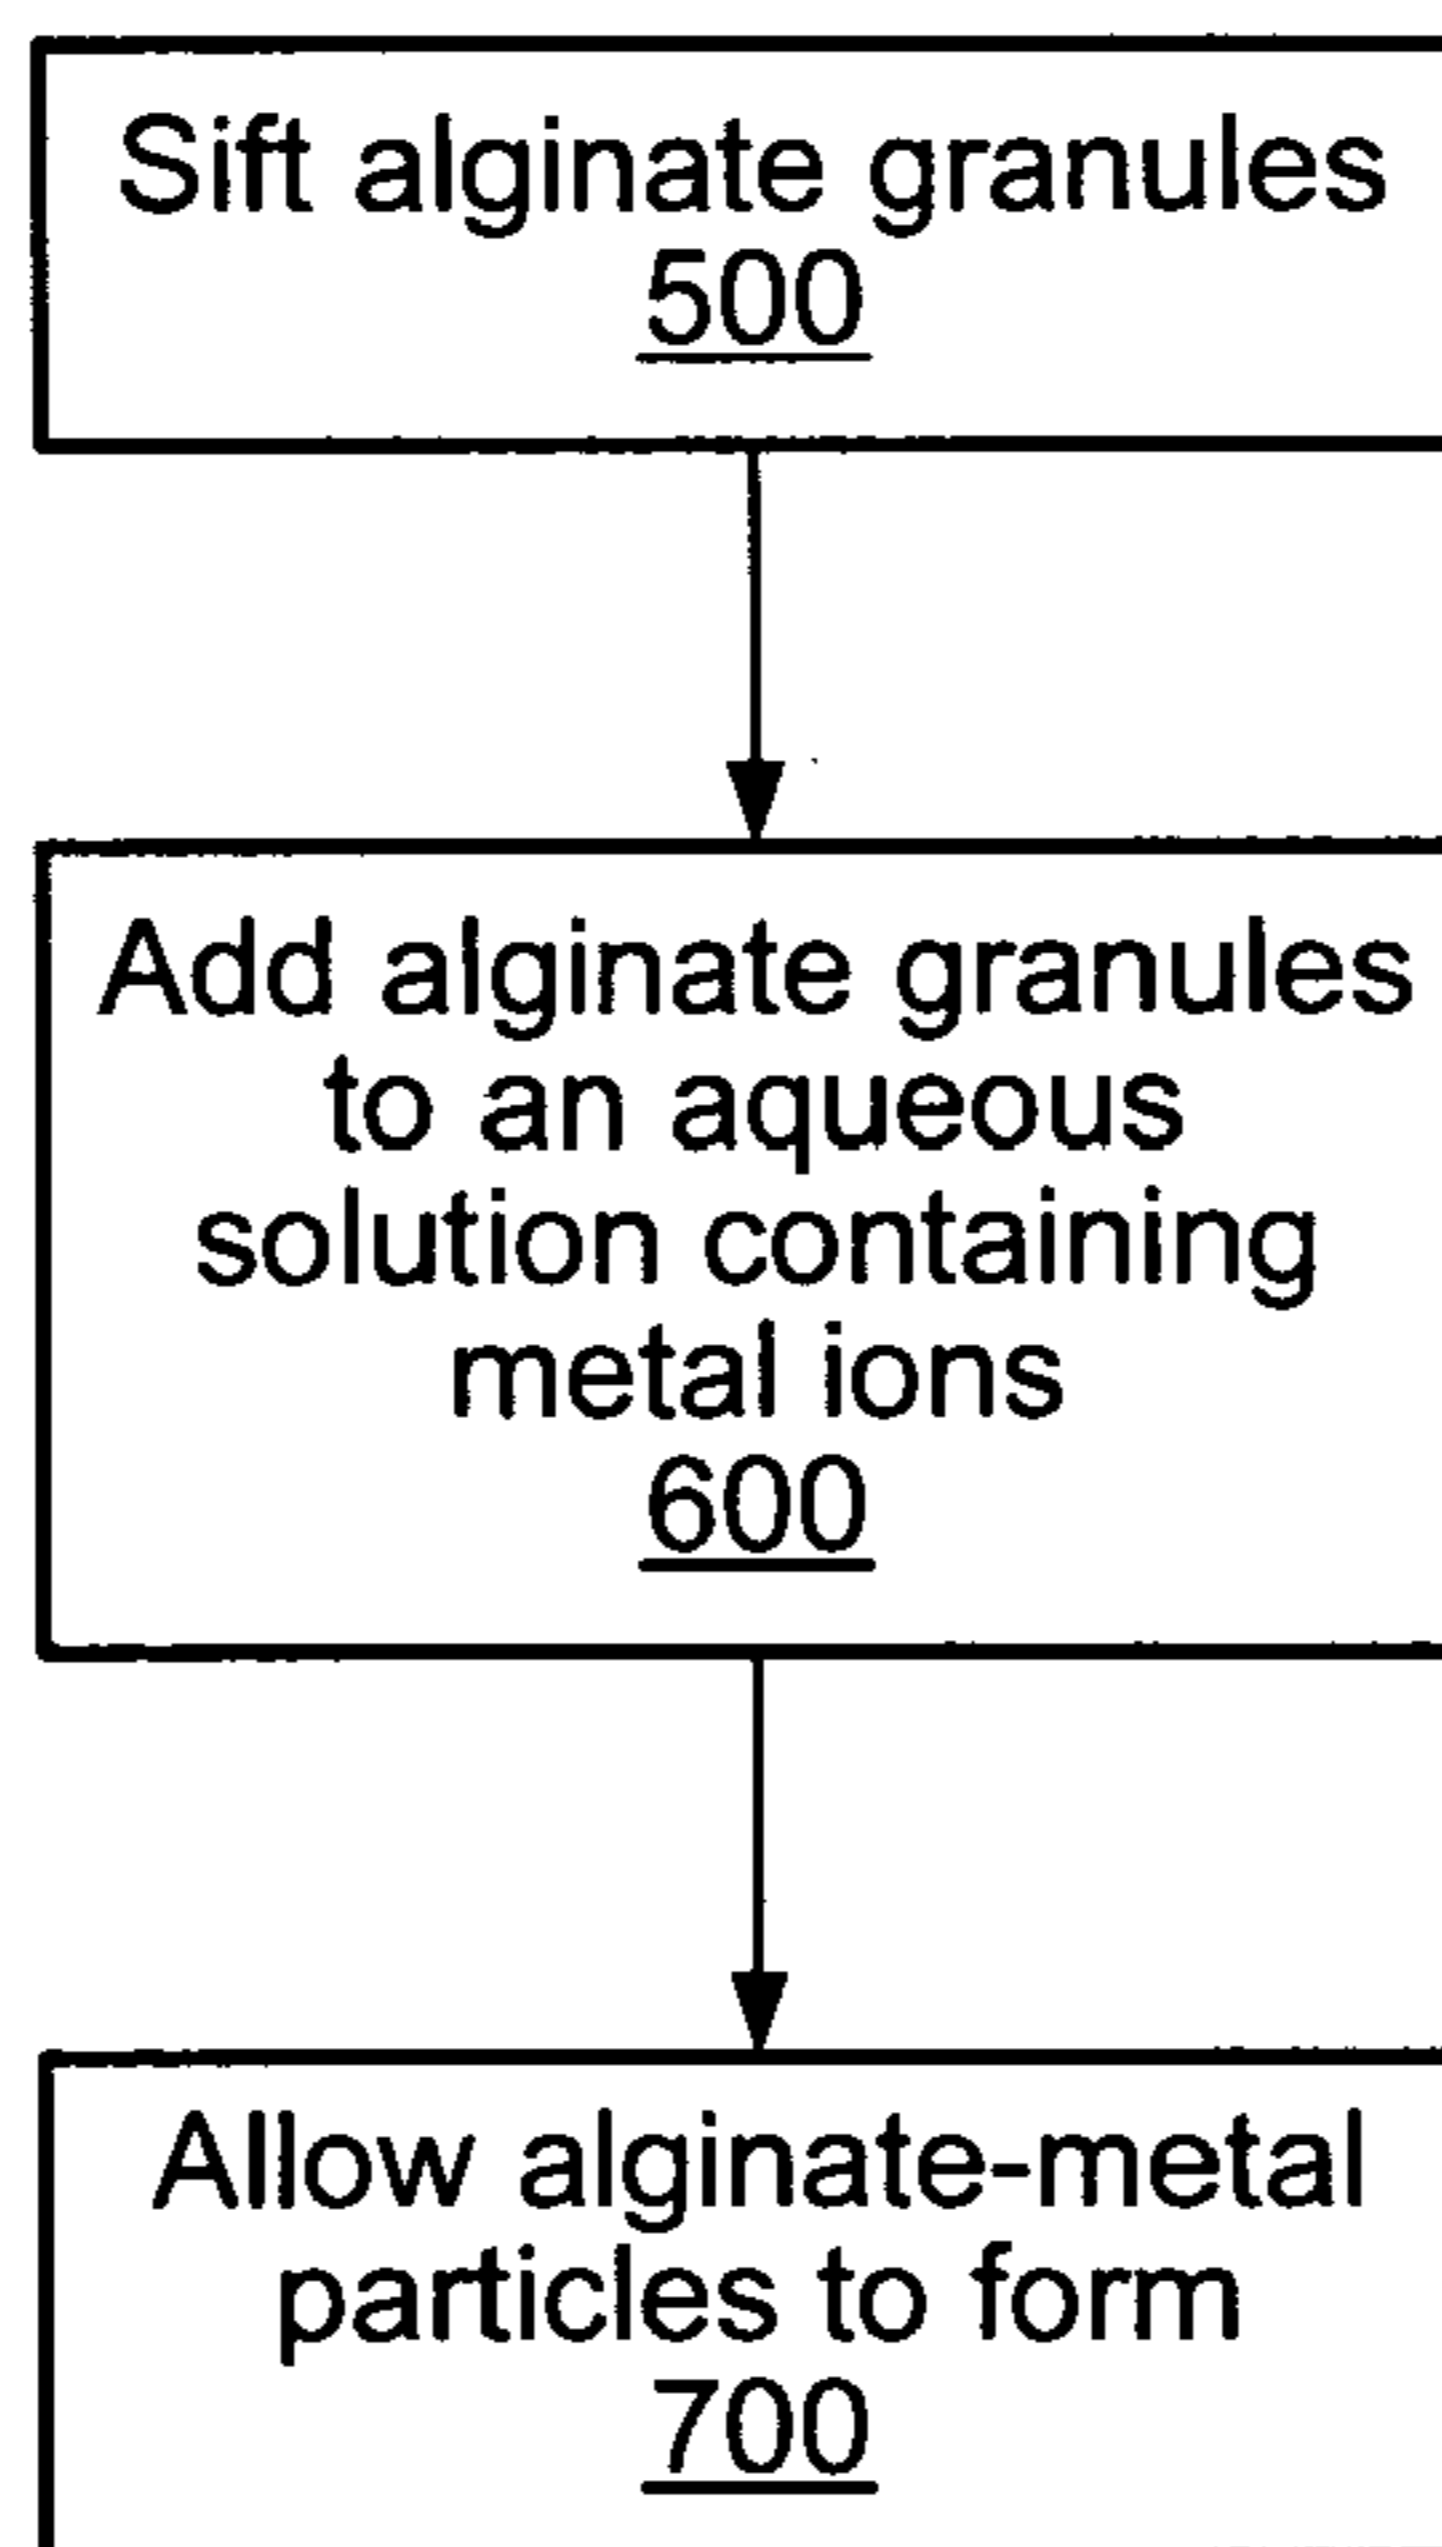 Sift alginate granules
500
Add alginate granules
to an aqueous
solution containing
metal ions
600
Allow alginate-metal
particles to form
700